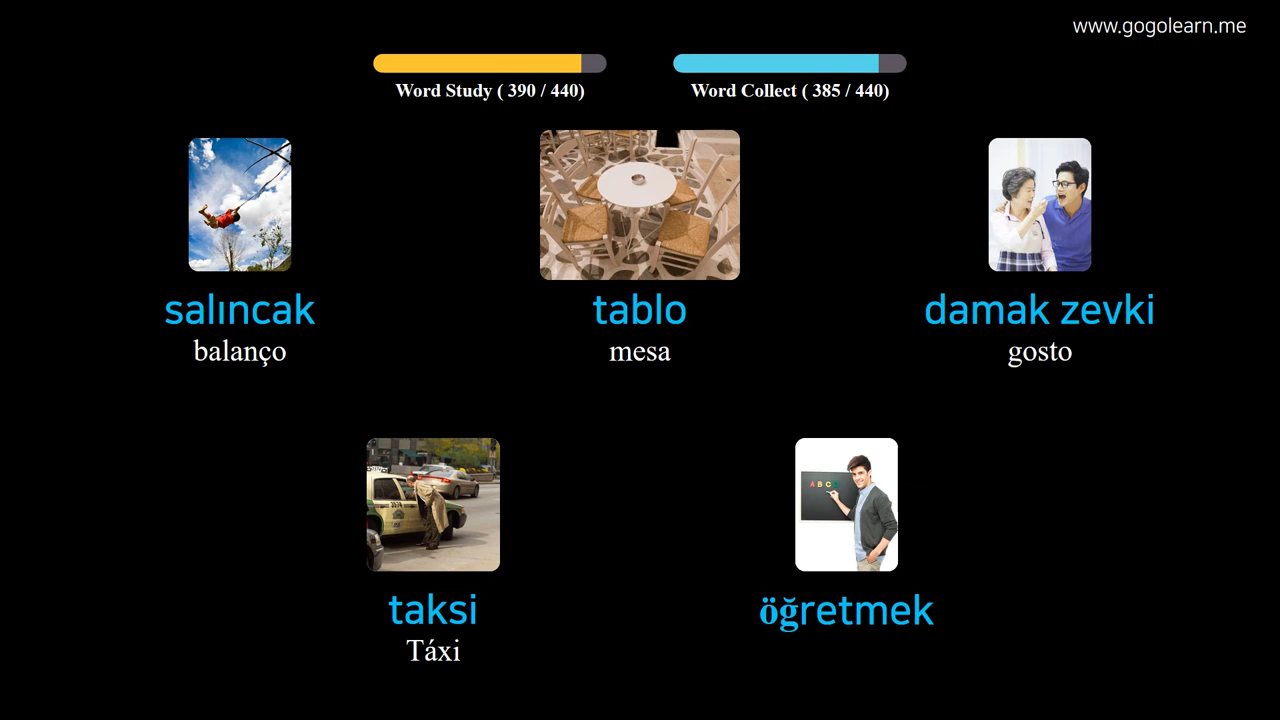 www.gogolearn.me
Word Study ( 390 / 440)
Word Collect ( 385 / 440)
salıncak
balanço
tablo
mesa
damak zevki
gosto
taksi
Táxi
öğretmek